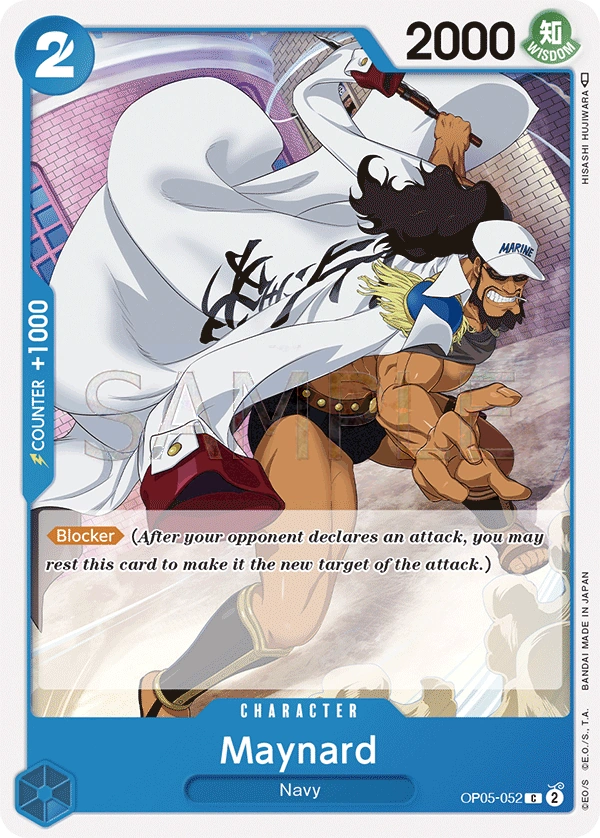 2
2000
知
WISDOM
HISASHI HUJIWARA
MARINE
COUNTER +1000
SAMPLE
Blocker (After your opponent declares an attack, you may
rest this card to make it the new target of the attack.)
CHARACTER
Maynard
Navy
OP05-052 C 2
©EO/S ©E.O./S., T.A. BANDAI MADE IN JAPAN